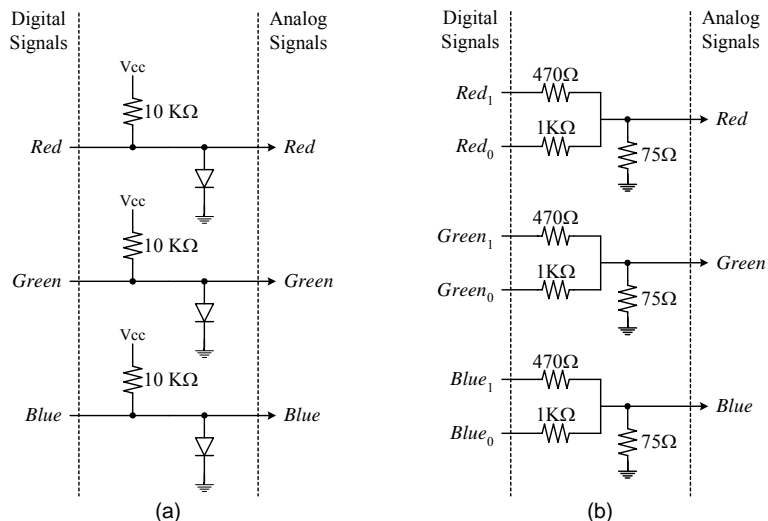 Digital Signals
Analog Signals
Vcc
10 KΩ
Red
Red
Vcc
10 KΩ
Green
Green
Vcc
10 KΩ
Blue
Blue
(a)
Digital Signals
Analog Signals
470Ω
Red1
Red
1KΩ
Red0
75Ω
470Ω
Green1
Green
1KΩ
Green0
75Ω
470Ω
Blue1
Blue
1KΩ
Blue0
75Ω
(b)